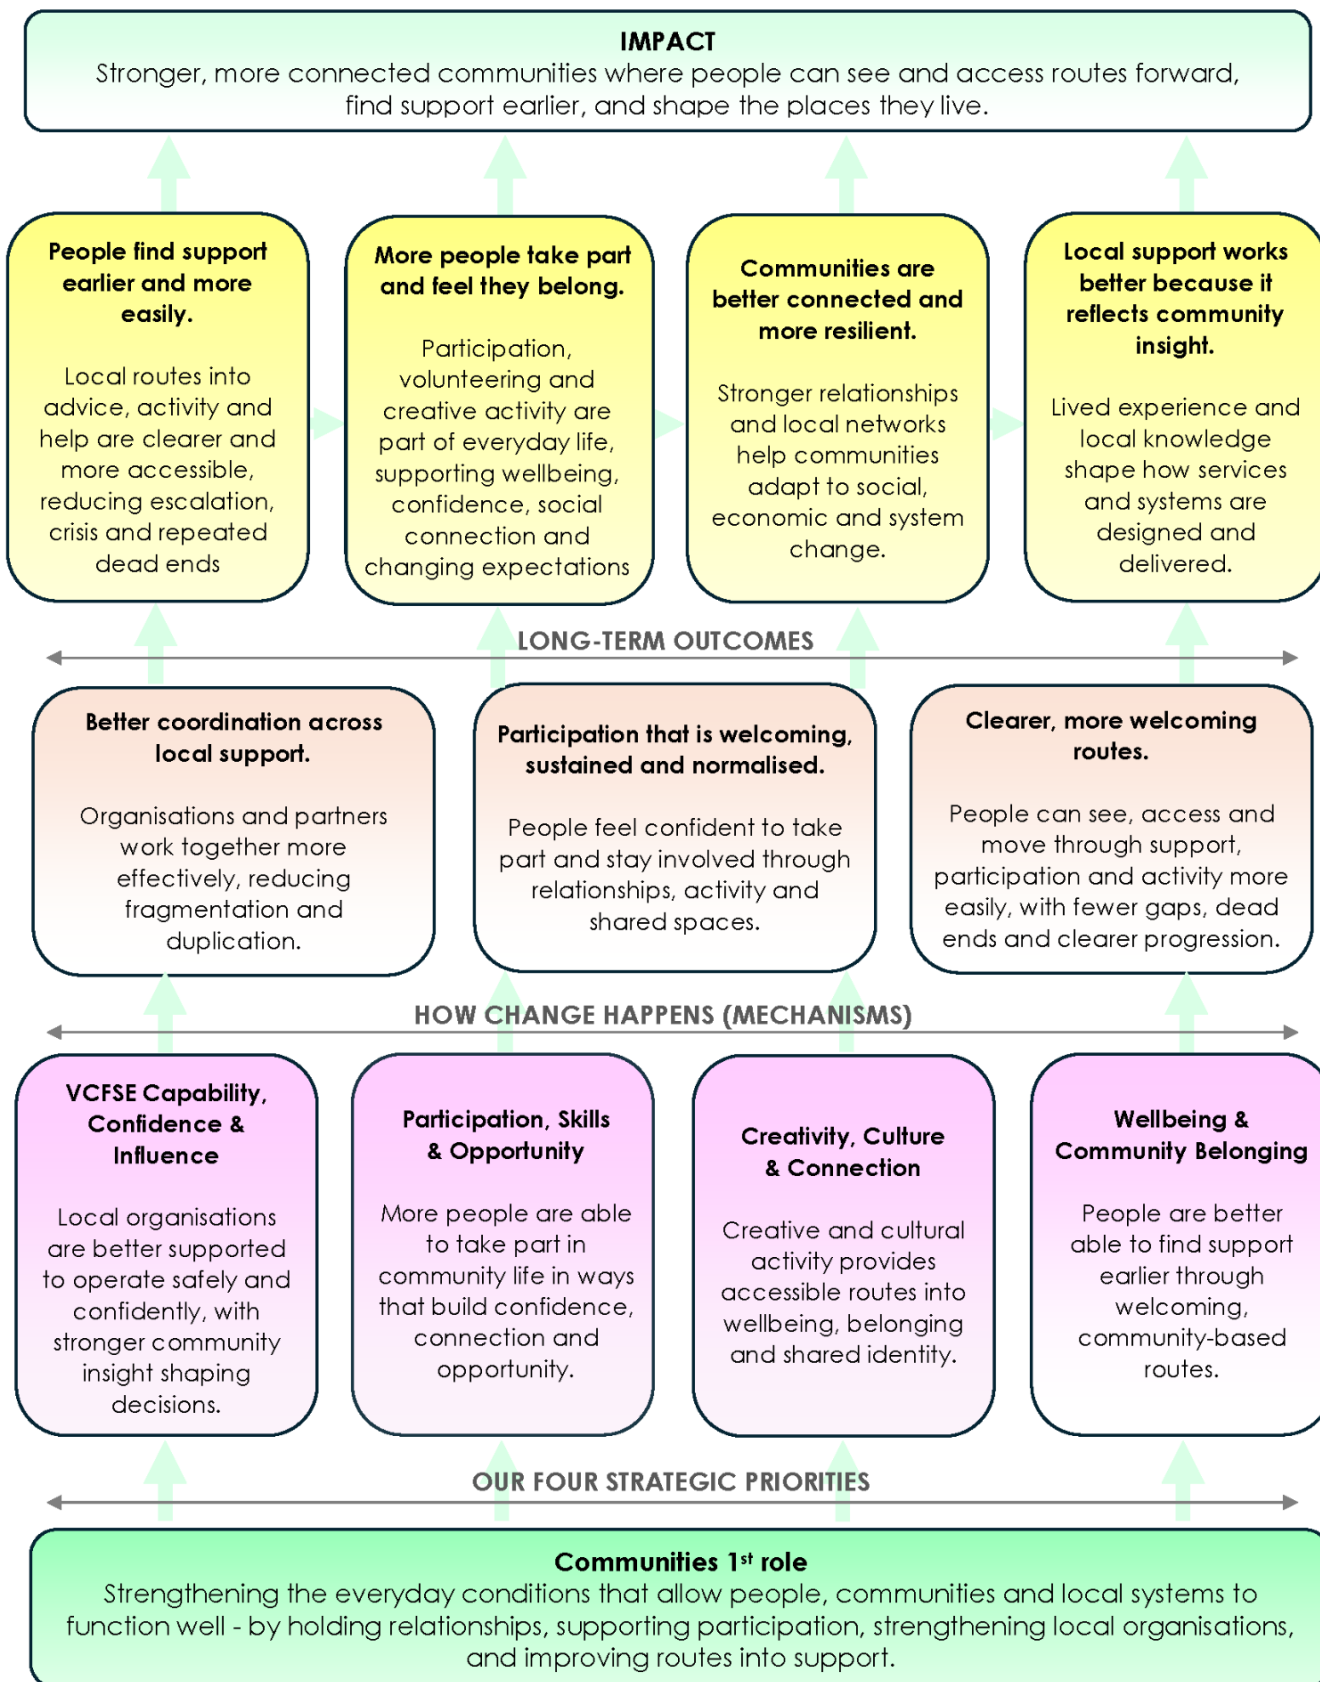 IMPACT
Stronger, more connected communities where people can see and access routes forward,
find support earlier, and shape the places they live.
People find support
earlier and more
easily.
Local routes into
advice, activity and
help are clearer and
more accessible,
reducing escalation,
crisis and repeated
dead ends
More people take part
and feel they belong.
Participation,
volunteering and
creative activity are
part of everyday life,
supporting wellbeing,
confidence, social
connection and
changing expectations
Communities are
better connected and
more resilient.
Stronger relationships
and local networks
help communities
adapt to social,
economic and system
change.
Local support works
better because it
reflects community
insight.
Lived experience and
local knowledge
shape how services
and systems are
designed and
delivered.
LONG-TERM OUTCOMES
Better coordination across
local support.
Organisations and partners
work together more
effectively, reducing
fragmentation and
duplication.
Participation that is welcoming,
sustained and normalised.
People feel confident to take
part and stay involved through
relationships, activity and
shared spaces.
Clearer, more welcoming
routes.
People can see, access and
move through support,
participation and activity more
easily, with fewer gaps, dead
ends and clearer progression.
HOW CHANGE HAPPENS (MECHANISMS)
VCFSE Capability,
Confidence &
Influence
Local organisations
are better supported
to operate safely and
confidently, with
stronger community
insight shaping
decisions.
Participation, Skills
& Opportunity
More people are able
to take part in
community life in ways
that build confidence,
connection and
opportunity.
Creativity, Culture
& Connection
Creative and cultural
activity provides
accessible routes into
wellbeing, belonging
and shared identity.
Wellbeing &
Community Belonging
People are better
able to find support
earlier through
welcoming,
community-based
routes.
OUR FOUR STRATEGIC PRIORITIES
Communities 1st role
Strengthening the everyday conditions that allow people, communities and local systems to
function well - by holding relationships, supporting participation, strengthening local organisations,
and improving routes into support.